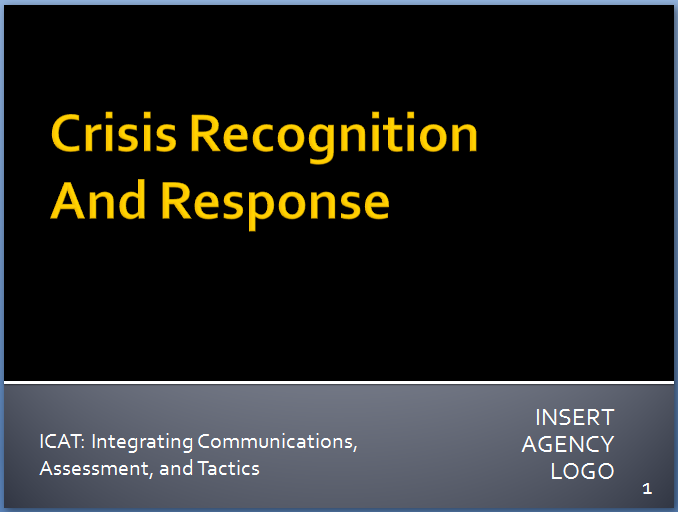 Crisis Recognition
And Response
ICAT: Integrating Communications,
Assessment, and Tactics
INSERT
AGENCY
LOGO
1